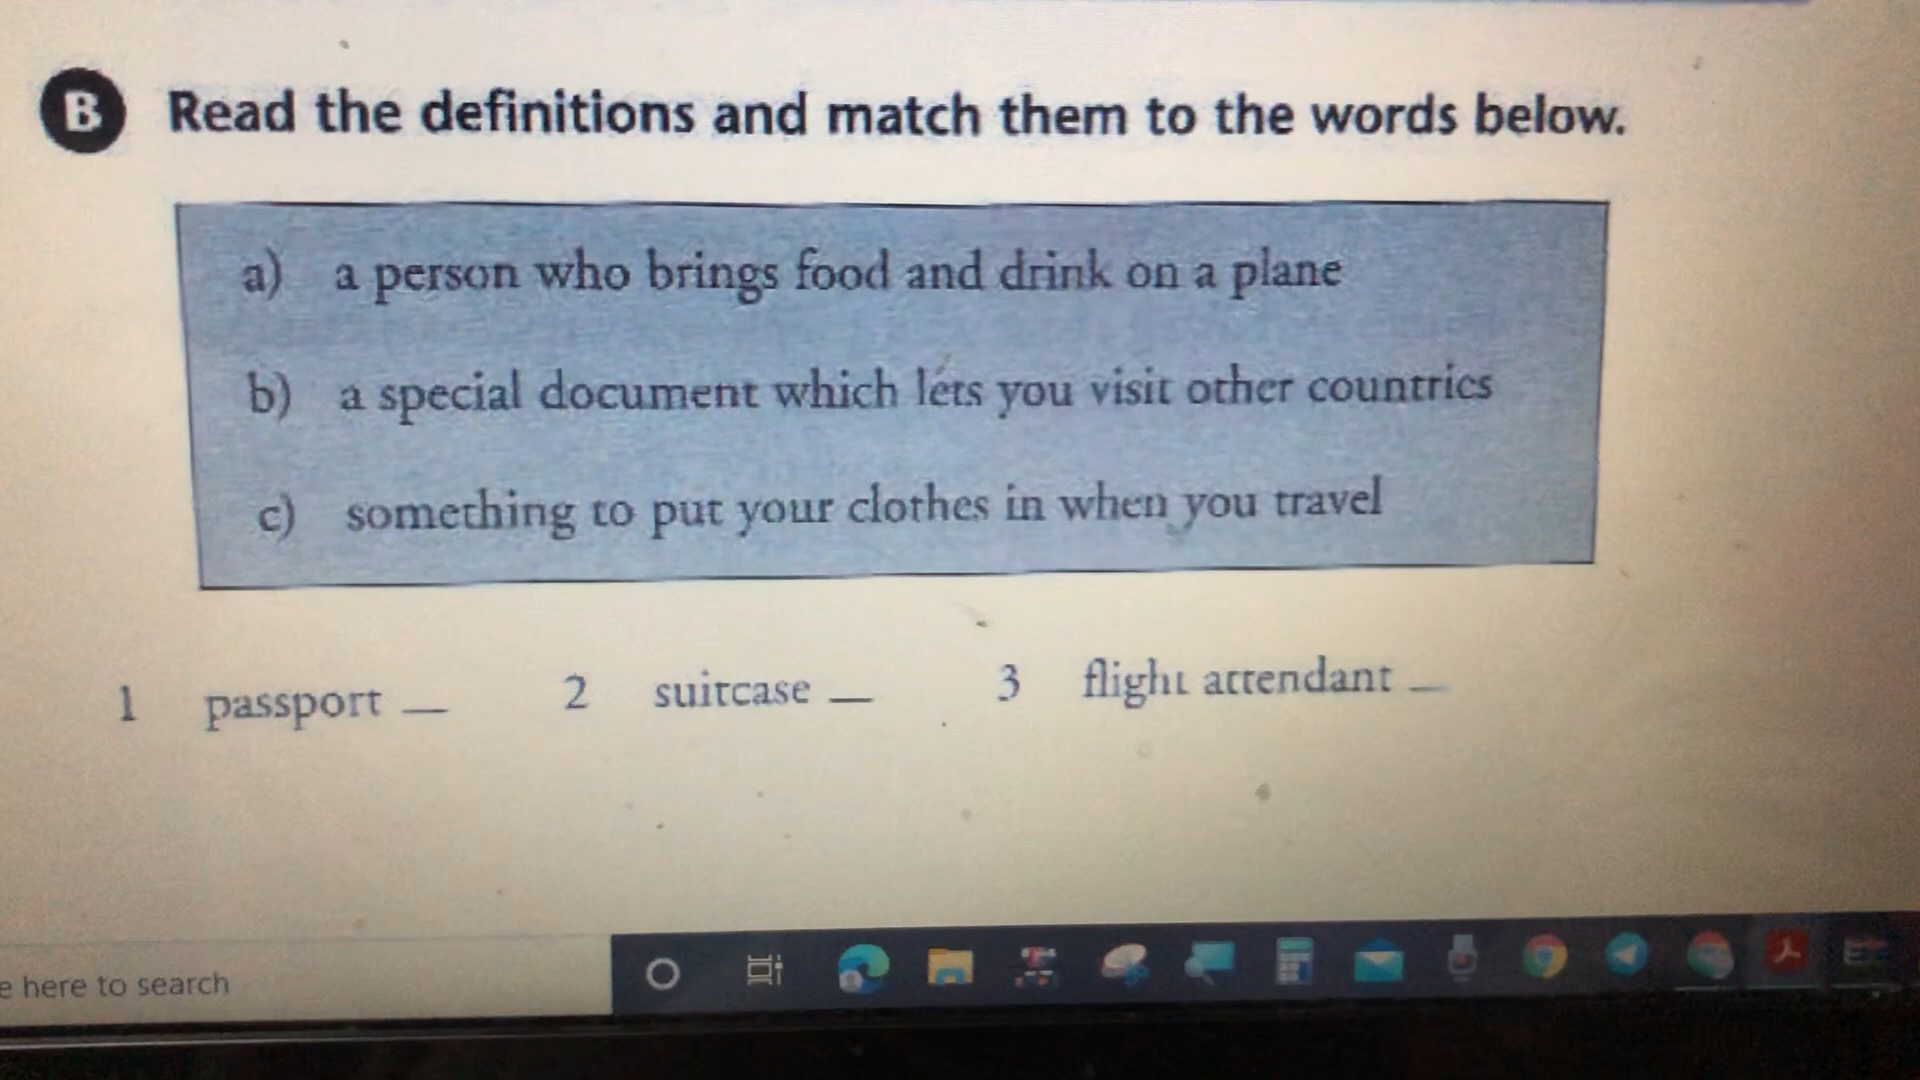 B Read the definitions and match them to the words below.
a) a person who brings food and drink on a plane
b) a special document which lets you visit other countries
c) something to put your clothes in when you travel
1 passport __ 2 suitcase __ 3 flight attendant __
e here to search